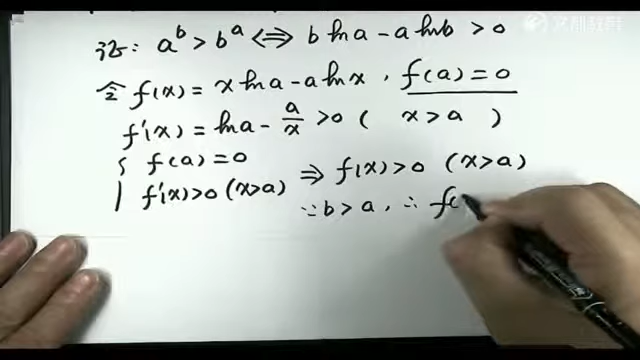 证: a^b > b^a ⟺ b ln a - a ln b > 0
令 f(x) = x ln a - a ln x , f(a) = 0
f'(x) = ln a - a/x > 0 ( x > a )
{ f(a) = 0
f'(x) > 0 (x > a) ⇒ f(x) > 0 (x > a)
∵ b > a , ∴ f(